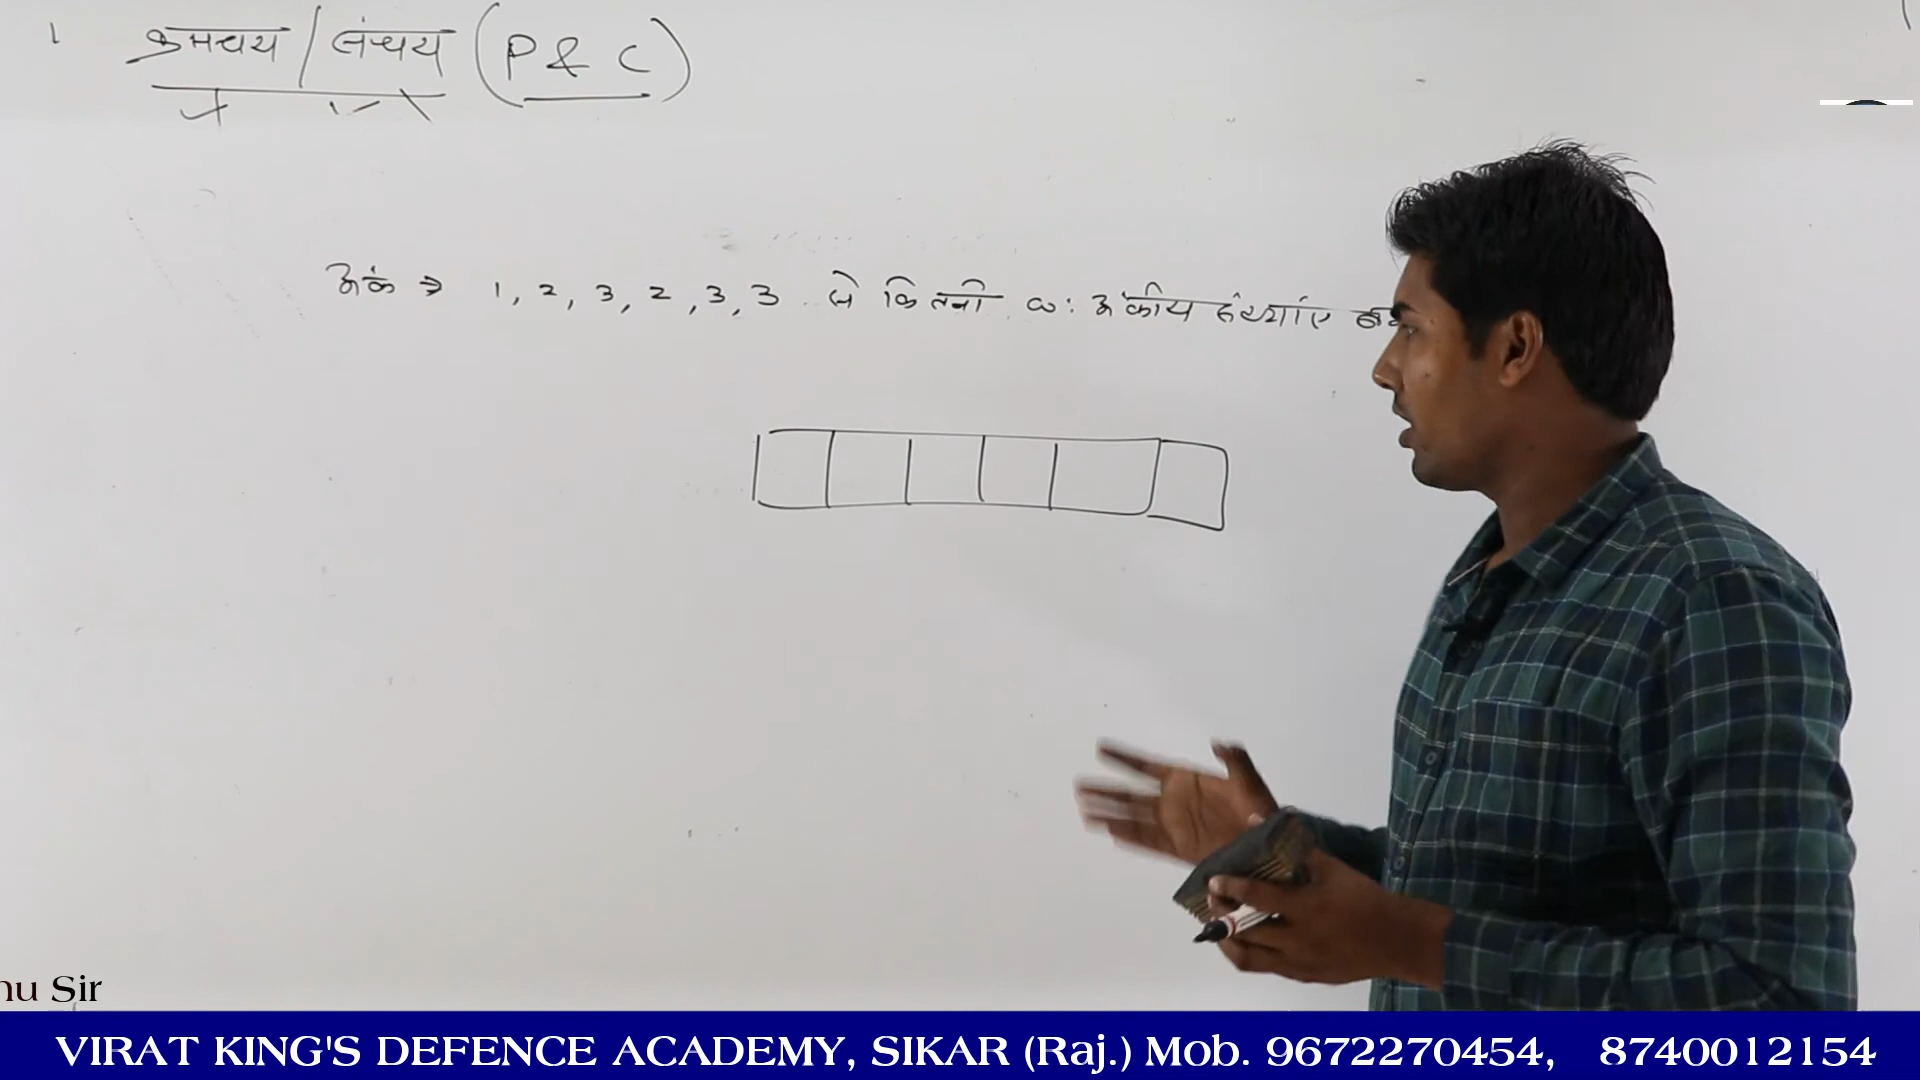 1 क्रमचय / संचय (P & C)
अंक ⇒ 1, 2, 3, 2, 3, 3 से कितनी छ: अंकीय संख्याएं
nu Sir
VIRAT KING'S DEFENCE ACADEMY, SIKAR (Raj.) Mob. 9672270454, 8740012154